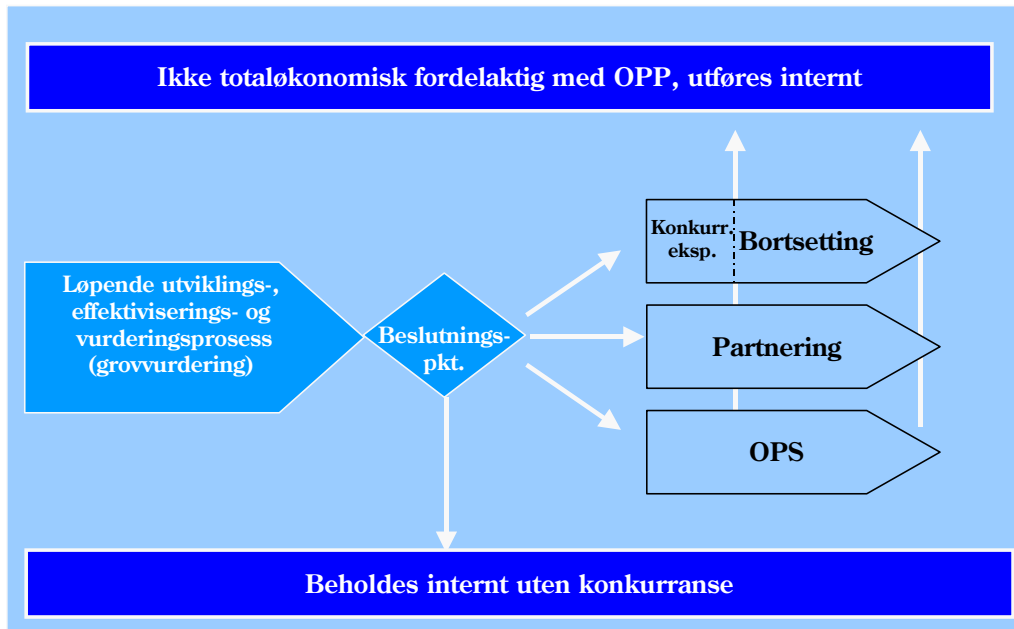 Ikke totaløkonomisk fordelaktig med OPP, utføres internt
Løpende utviklings-,
effektiviserings- og
vurderingsprosess
(grovvurdering)
Beslutnings-
pkt.
Konkurr.
eksp.
Bortsetting
Partnering
OPS
Beholdes internt uten konkurranse